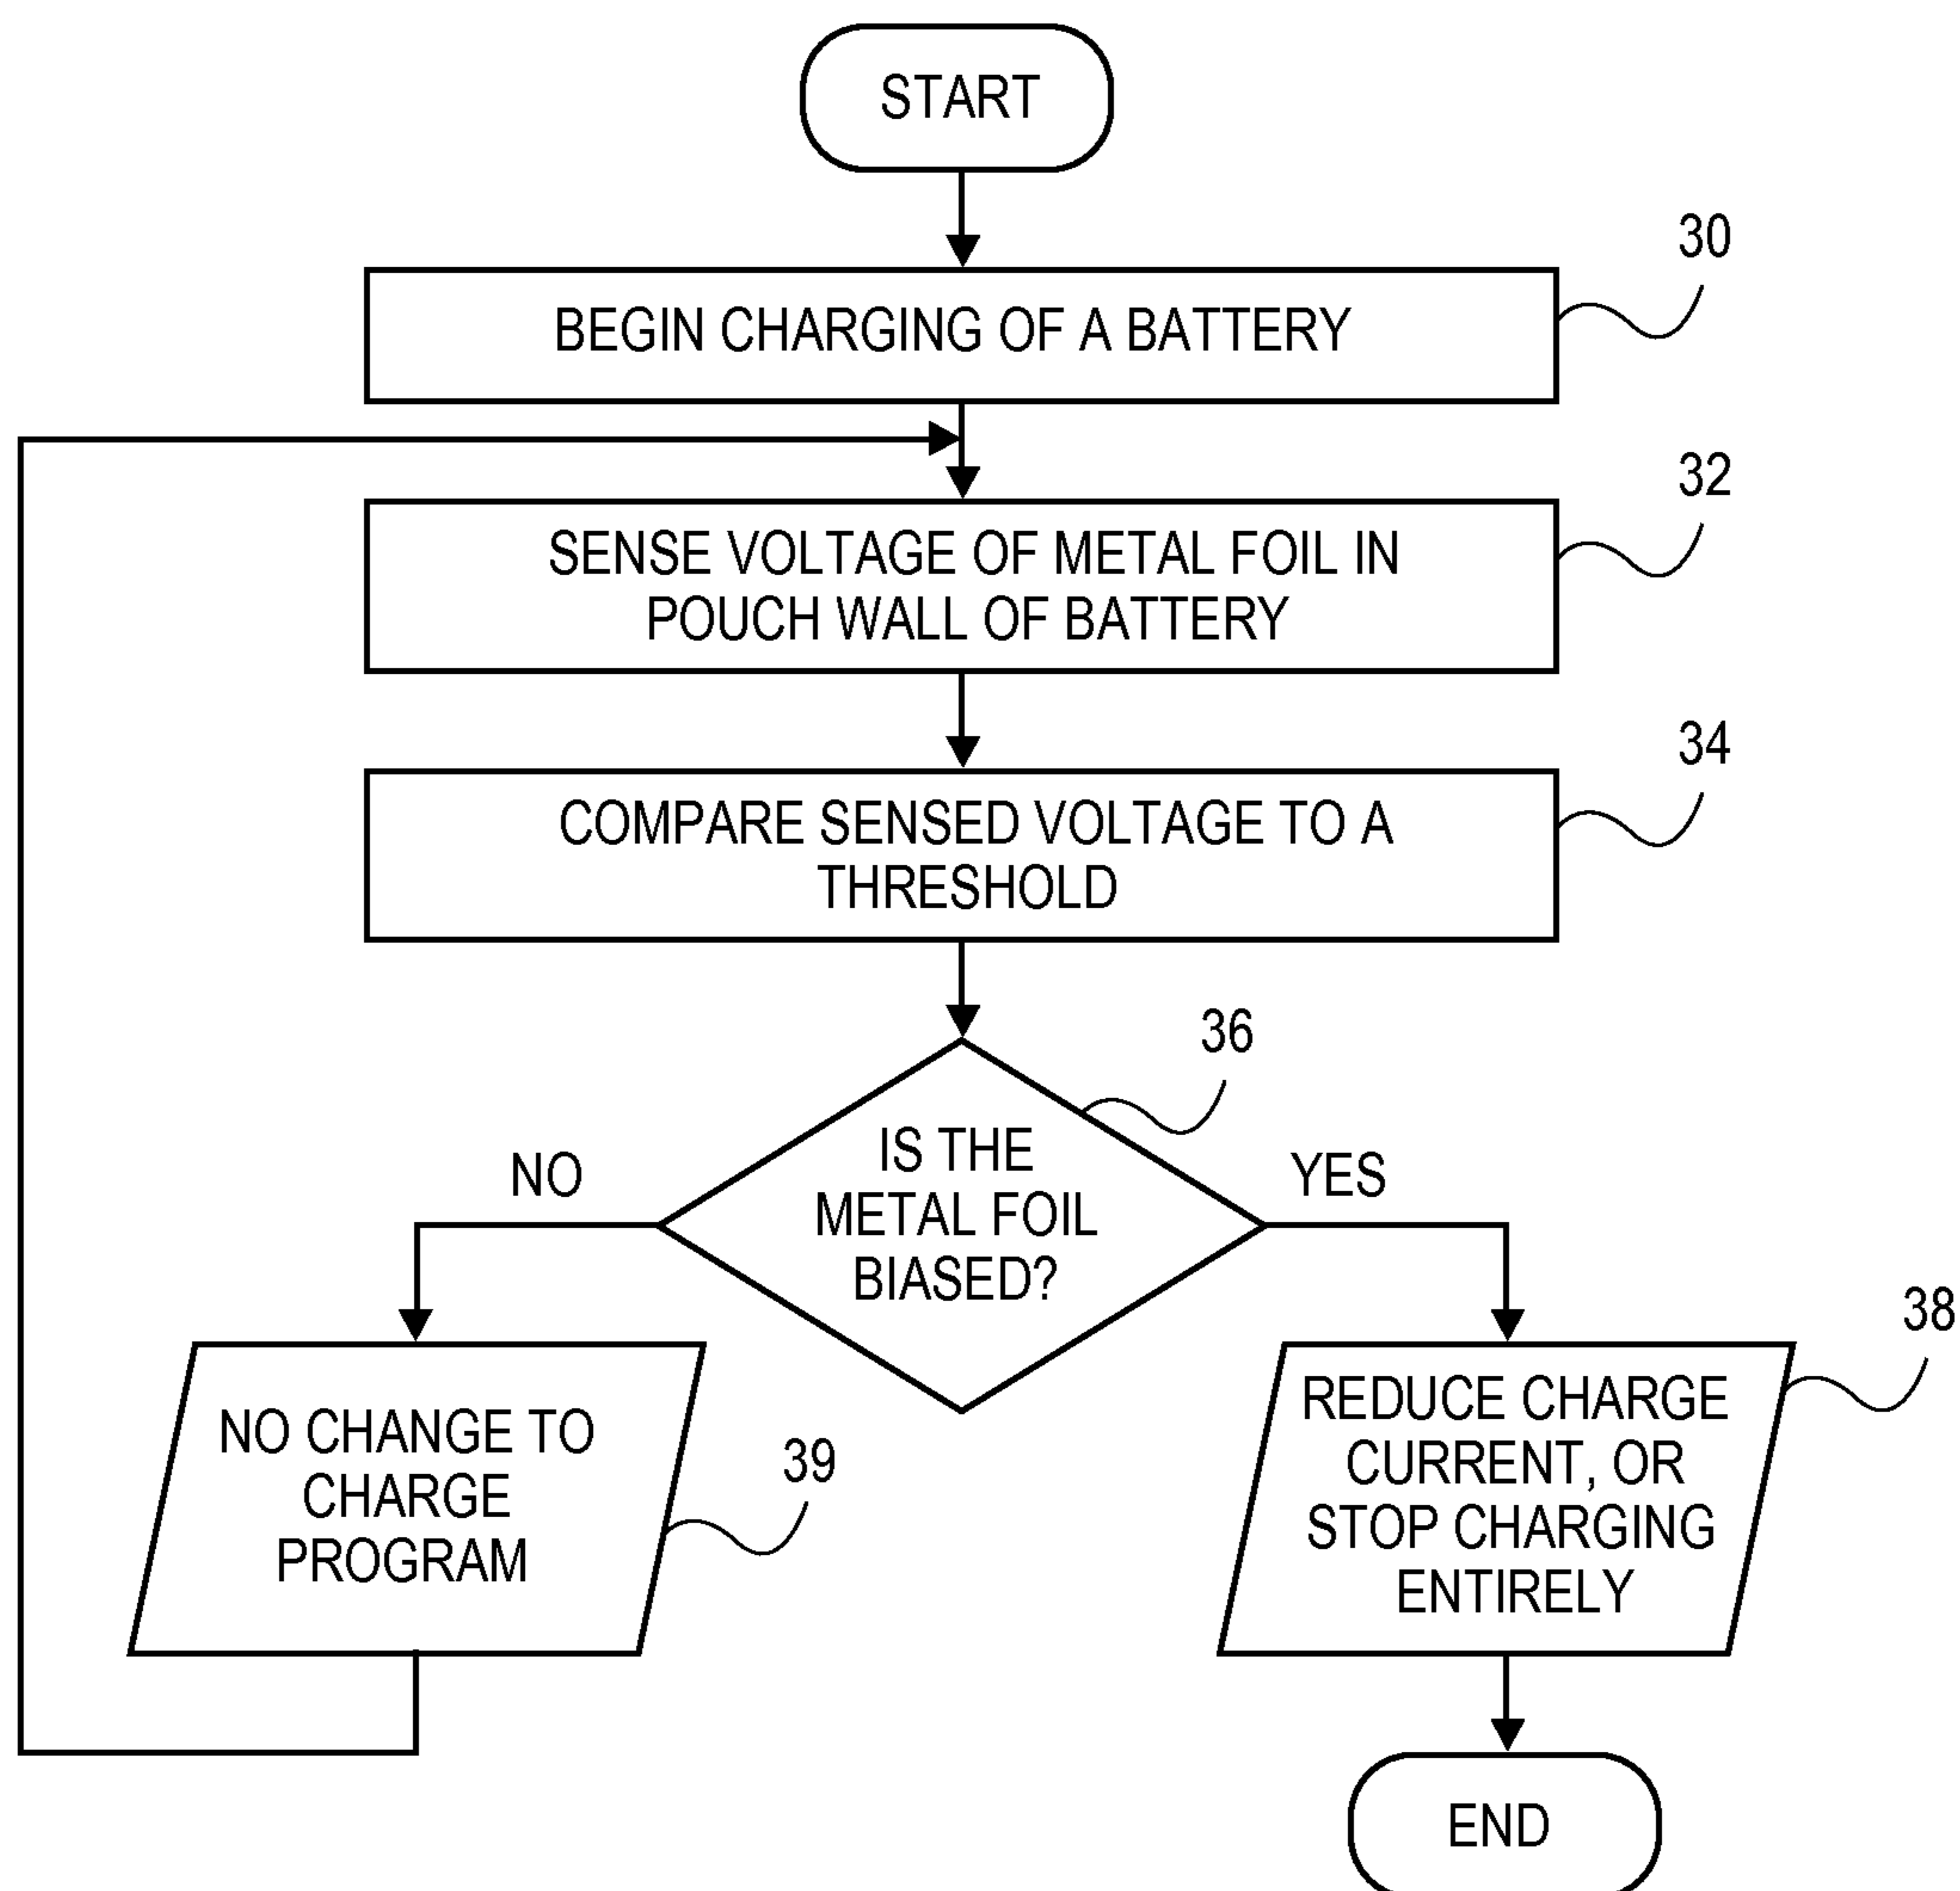 START
30
BEGIN CHARGING OF A BATTERY
32
SENSE VOLTAGE OF METAL FOIL IN
POUCH WALL OF BATTERY
34
COMPARE SENSED VOLTAGE TO A
THRESHOLD
36
IS THE
METAL FOIL
BIASED?
NO
YES
38
NO CHANGE TO
CHARGE
PROGRAM
39
REDUCE CHARGE
CURRENT, OR
STOP CHARGING
ENTIRELY
END